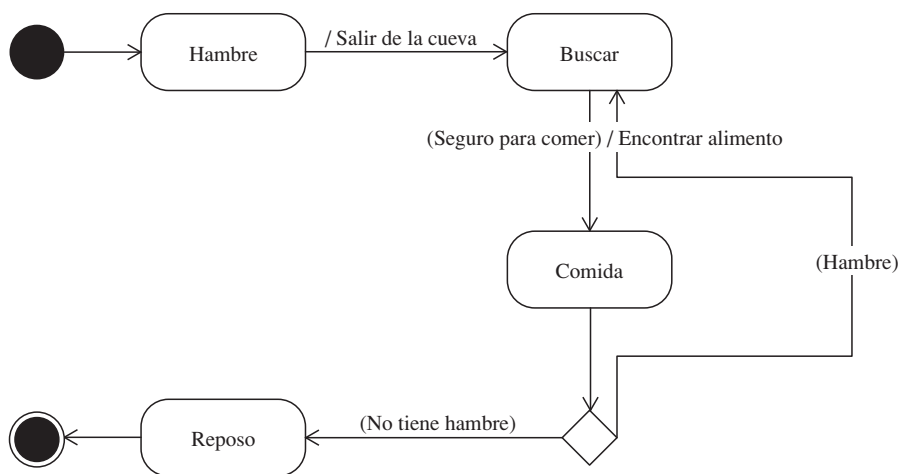 Hambre
/ Salir de la cueva
Buscar
(Seguro para comer) / Encontrar alimento
Comida
(Hambre)
(No tiene hambre)
Reposo